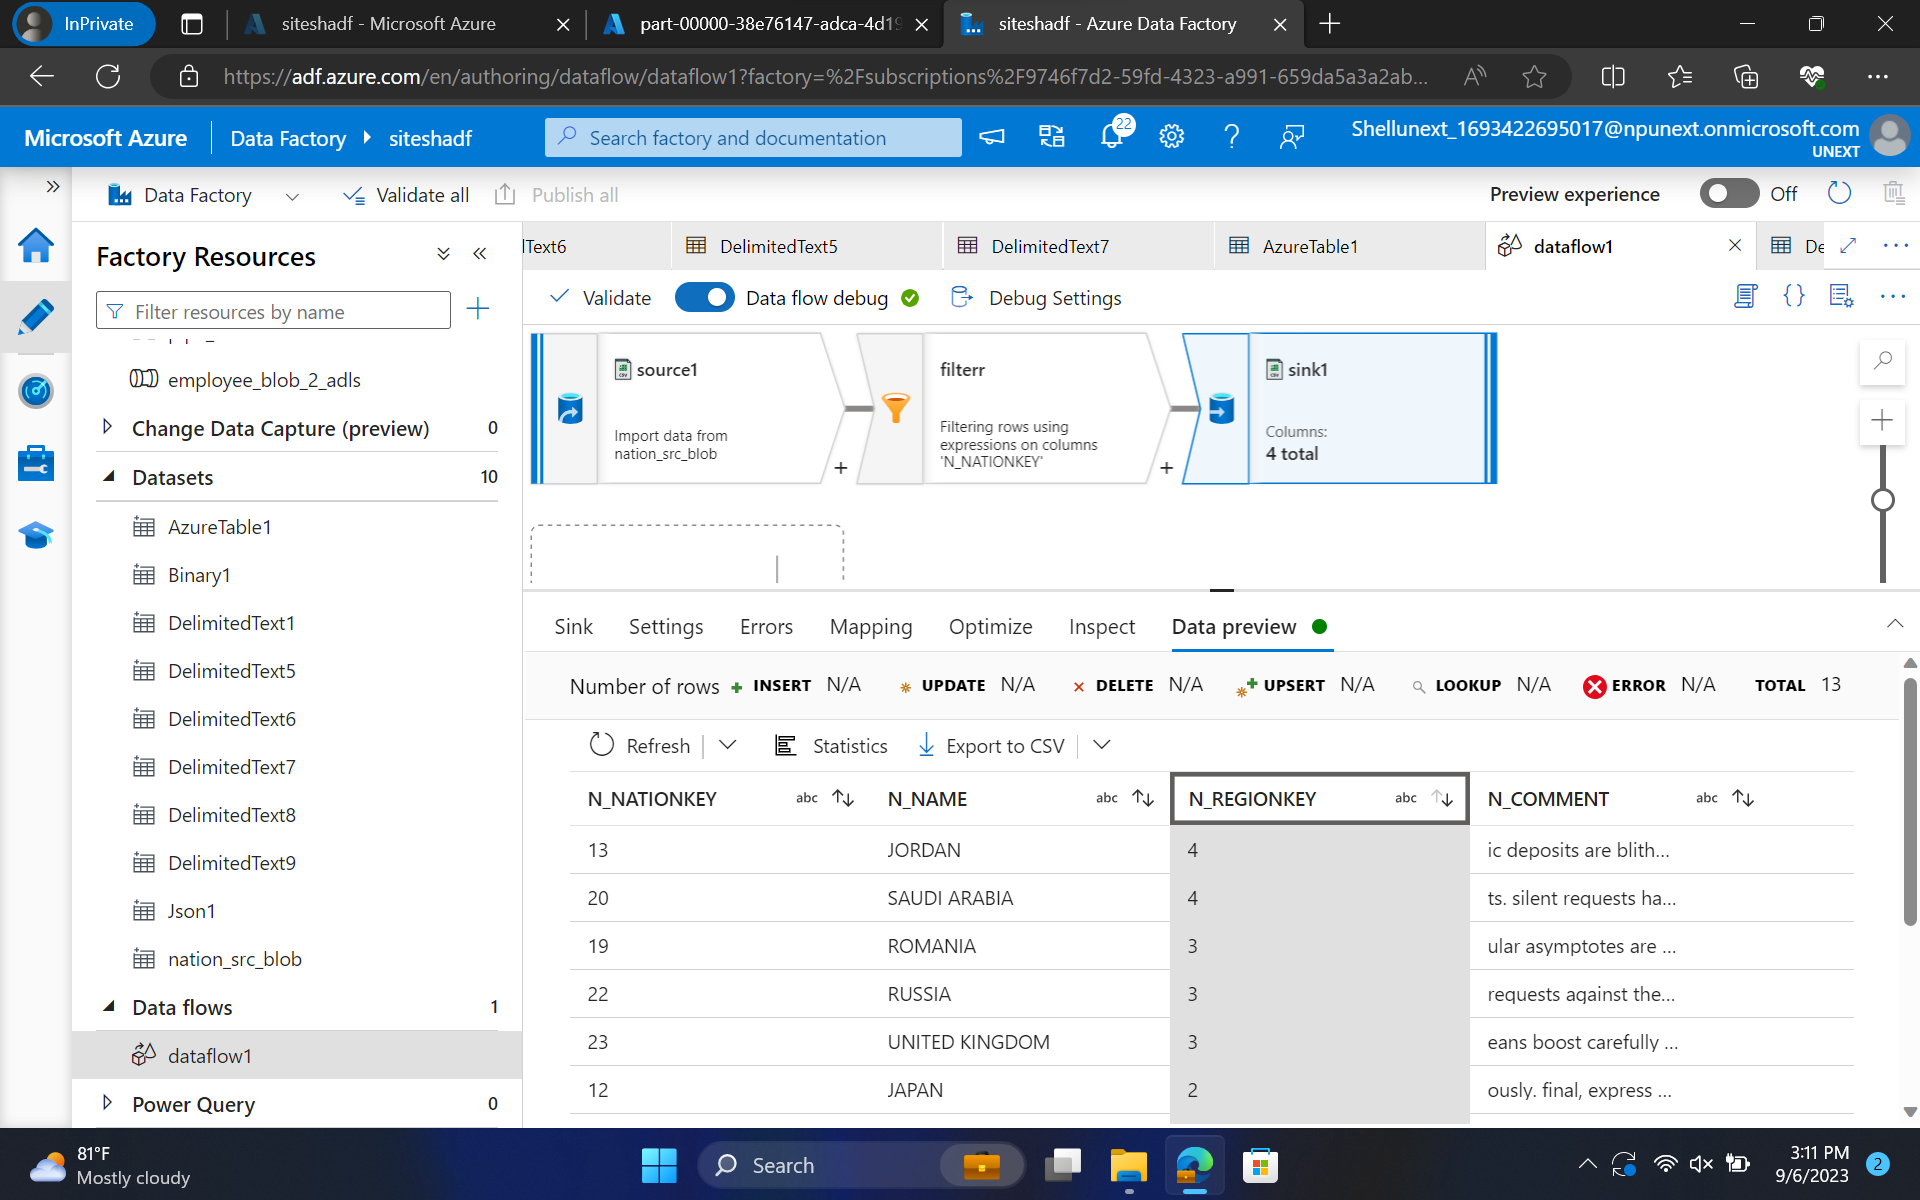 InPrivate
siteshadf - Microsoft Azure
part-00000-38e76147-adca-4d19
siteshadf - Azure Data Factory
https://adf.azure.com/en/authoring/dataflow/dataflow1?factory=%2Fsubscriptions%2F9746f7d2-59fd-4323-a991-659da5a3a2ab...
Microsoft Azure
Data Factory
siteshadf
Search factory and documentation
22
Shellunext_1693422695017@npunext.onmicrosoft.com
UNEXT
Data Factory
Validate all
Publish all
Preview experience
Off
Factory Resources
Filter resources by name
employee_blob_2_adls
Change Data Capture (preview) 0
Datasets 10
AzureTable1
Binary1
DelimitedText1
DelimitedText5
DelimitedText6
DelimitedText7
DelimitedText8
DelimitedText9
Json1
nation_src_blob
Data flows 1
dataflow1
Power Query 0
lText6
DelimitedText5
DelimitedText7
AzureTable1
dataflow1
De
Validate
Data flow debug
Debug Settings
source1
Import data from
nation_src_blob
+
filterr
Filtering rows using
expressions on columns
'N_NATIONKEY'
+
sink1
Columns:
4 total
Sink Settings Errors Mapping Optimize Inspect Data preview
Number of rows INSERT N/A UPDATE N/A DELETE N/A UPSERT N/A LOOKUP N/A ERROR N/A TOTAL 13
Refresh Statistics Export to CSV
N_NATIONKEY abc N_NAME abc N_REGIONKEY abc N_COMMENT abc
13 JORDAN 4 ic deposits are blith...
20 SAUDI ARABIA 4 ts. silent requests ha...
19 ROMANIA 3 ular asymptotes are ...
22 RUSSIA 3 requests against the...
23 UNITED KINGDOM 3 eans boost carefully ...
12 JAPAN 2 ously. final, express ...
81°F
Mostly cloudy
Search
3:11 PM
9/6/2023
2